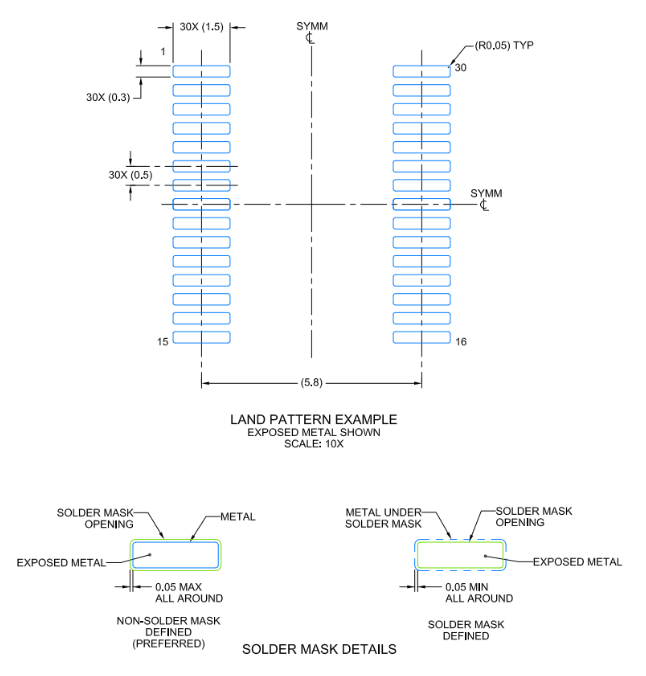 30X (1.5)
SYMM
℄
(R0.05) TYP
1
30
30X (0.3)
30X (0.5)
SYMM
℄
15
16
(5.8)
LAND PATTERN EXAMPLE
EXPOSED METAL SHOWN
SCALE: 10X
SOLDER MASK
OPENING
METAL
EXPOSED METAL
0.05 MAX
ALL AROUND
NON-SOLDER MASK
DEFINED
(PREFERRED)
METAL UNDER
SOLDER MASK
SOLDER MASK
OPENING
EXPOSED METAL
0.05 MIN
ALL AROUND
SOLDER MASK
DEFINED
SOLDER MASK DETAILS